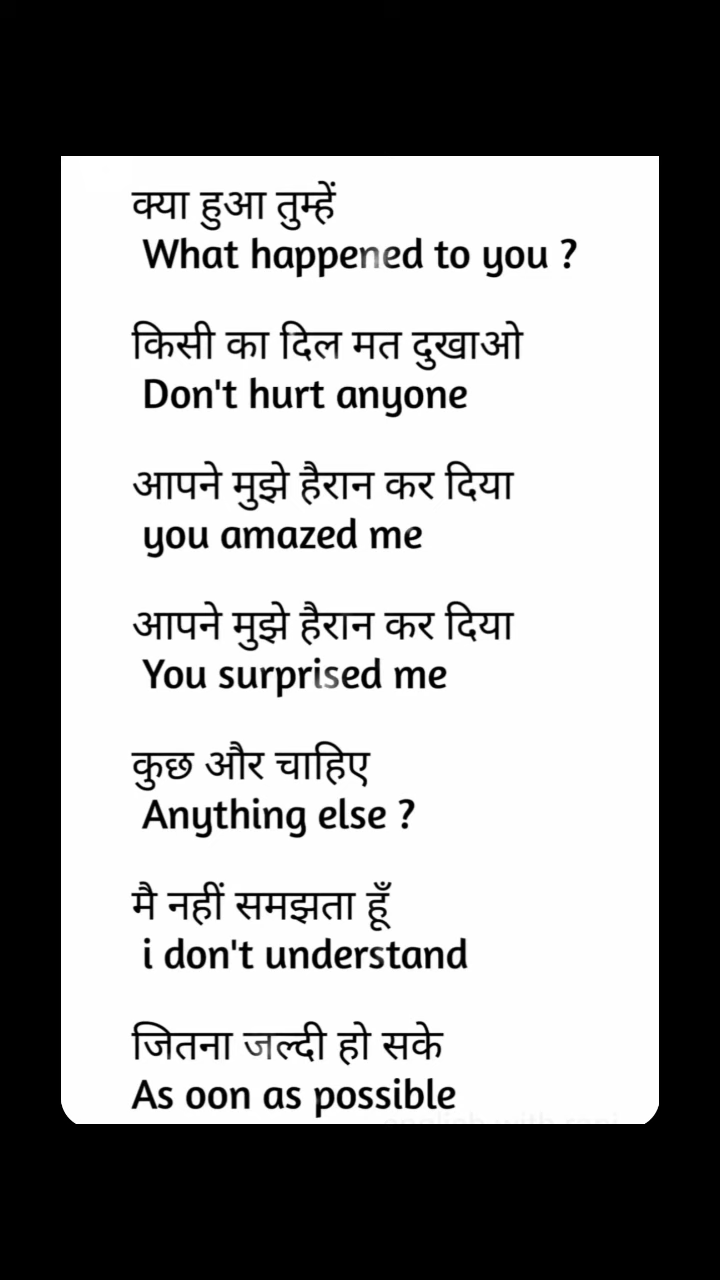 क्या हुआ तुम्हें
What happened to you ?
किसी का दिल मत दुखाओ
Don't hurt anyone
आपने मुझे हैरान कर दिया
you amazed me
आपने मुझे हैरान कर दिया
You surprised me
कुछ और चाहिए
Anything else ?
मै नहीं समझता हूँ
i don't understand
जितना जल्दी हो सके
As oon as possible